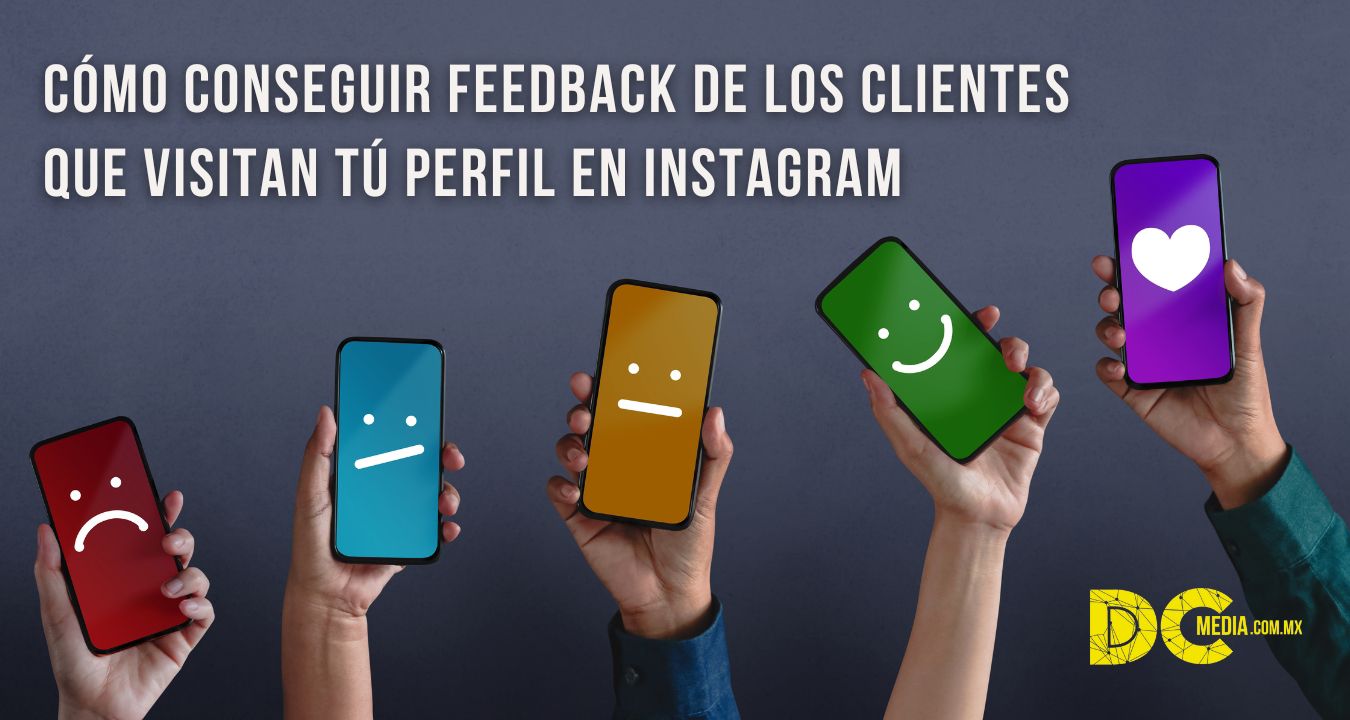 CÓMO CONSEGUIR FEEDBACK DE LOS CLIENTES
QUE VISITAN TÚ PERFIL EN INSTAGRAM
DC MEDIA.COM.MX